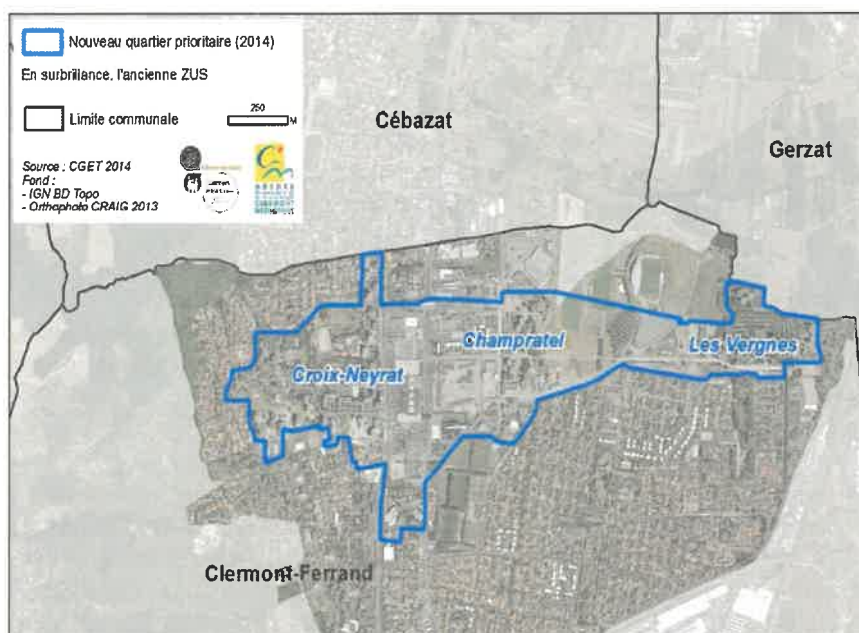 Nouveau quartier prioritaire (2014)
En surbrillance, l'ancienne ZUS
Limite communale
250
M
Source : CGET 2014
Fond :
- IGN BD Topo
- Orthophoto CRAIG 2013
Cébazat
Gerzat
Champratel
Les Vergnes
Croix-Neyrat
Clermont-Ferrand